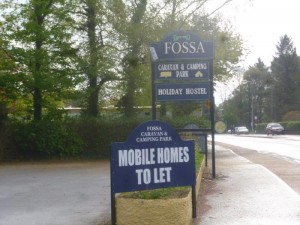 FOSSA
CARAVAN & CAMPING
PARK
HOLIDAY HOSTEL
FOSSA
CARAVAN &
CAMPING PARK
MOBILE HOMES
TO LET